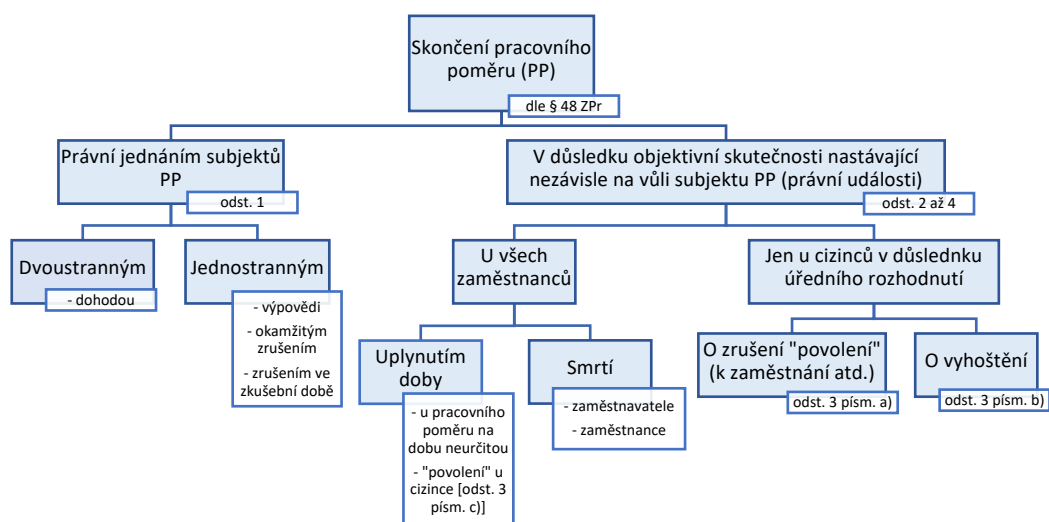 Skončení pracovního
poměru (PP)
dle § 48 ZPr
Právní jednáním subjektů
PP
odst. 1
V důsledku objektivní skutečnosti nastávající
nezávisle na vůli subjektu PP (právní události)
odst. 2 až 4
Dvoustranným
- dohodou
Jednostranným
- výpovědi
- okamžitým
zrušením
- zrušením ve
zkušební době
U všech
zaměstnanců
Jen u cizinců v důslednku
úředního rozhodnutí
Uplynutím
doby
- u pracovního
poměru na
dobu neurčitou
- "povolení" u
cizince [odst. 3
písm. c)]
Smrtí
- zaměstnavatele
- zaměstnance
O zrušení "povolení"
(k zaměstnání atd.)
odst. 3 písm. a)
O vyhoštění
odst. 3 písm. b)